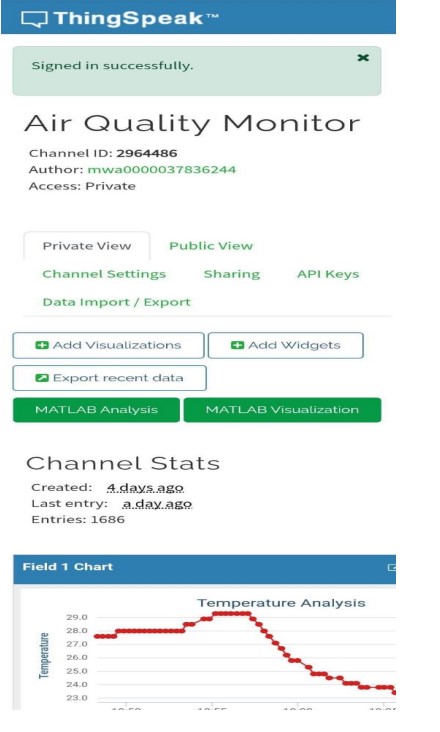 ThingSpeak™
Signed in successfully.
×
Air Quality Monitor
Channel ID: 2964486
Author: mwa0000037836244
Access: Private
Private View Public View
Channel Settings Sharing API Keys
Data Import / Export
Add Visualizations Add Widgets
Export recent data
MATLAB Analysis MATLAB Visualization
Channel Stats
Created: 4 days ago
Last entry: a day ago
Entries: 1686
Field 1 Chart
Temperature Analysis
Temperature
29.0
28.0
27.0
26.0
25.0
24.0
23.0